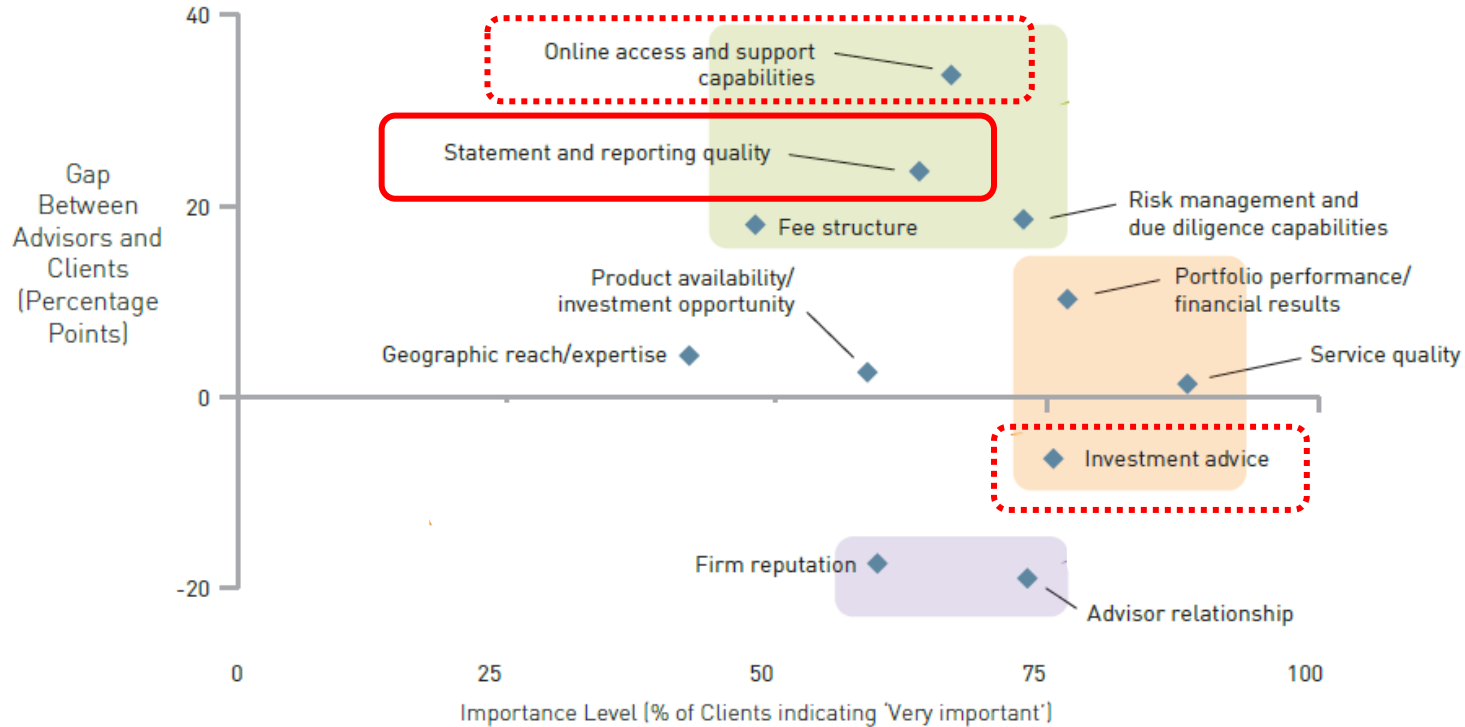 40
Online access and support
capabilities
Statement and reporting quality
Gap
Between
Advisors and
Clients
(Percentage
Points)
20
Risk management and
due diligence capabilities
Fee structure
Product availability/
investment opportunity
Portfolio performance/
financial results
Geographic reach/expertise
Service quality
0
Investment advice
Firm reputation
-20
Advisor relationship
0 25 50 75 100
Importance Level (% of Clients indicating 'Very important')